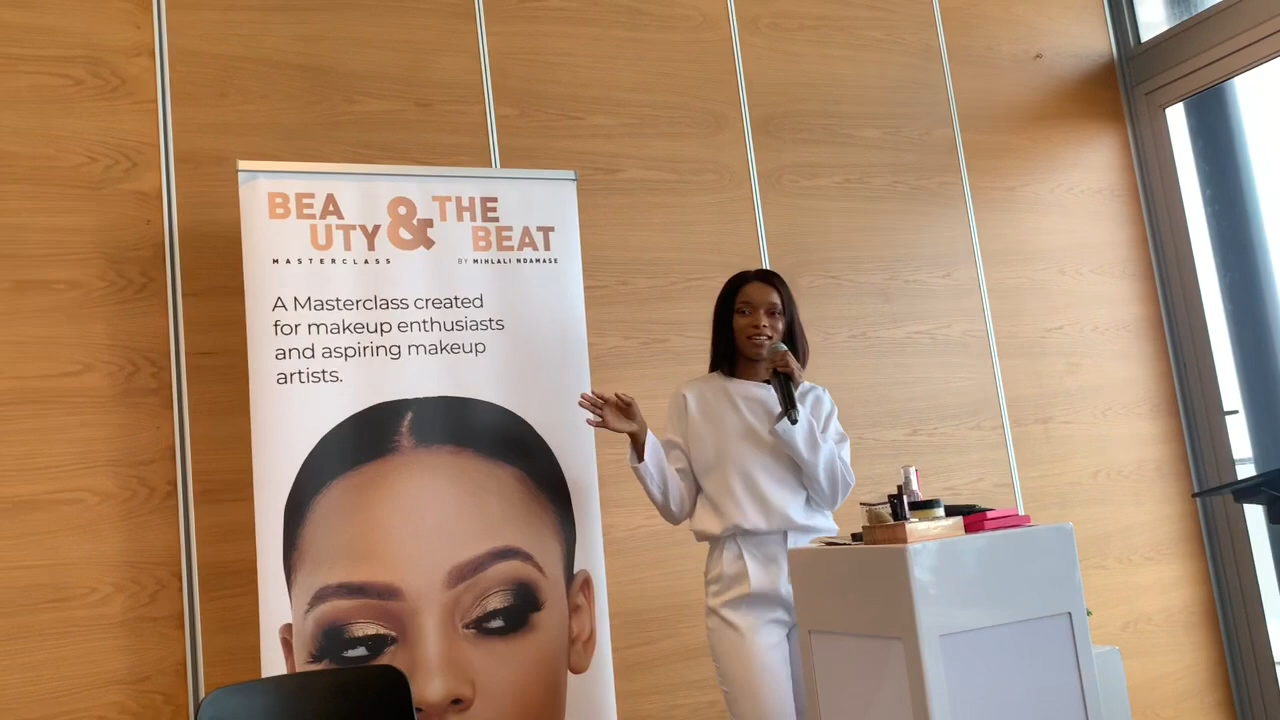 BEA
UTY
&
THE
BEAT
MASTERCLASS
BY MIHLALI NDAMASE
A Masterclass created
for makeup enthusiasts
and aspiring makeup
artists.